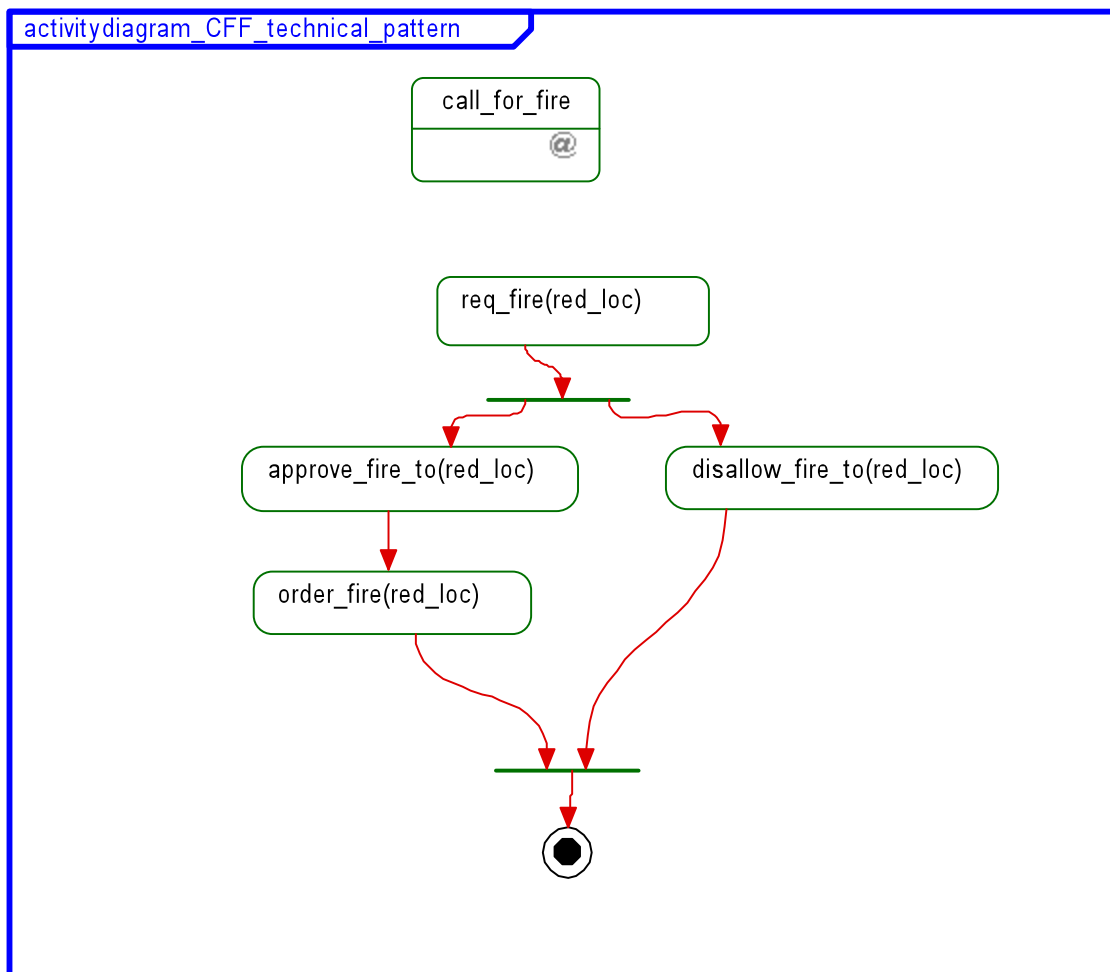 activitydiagram_CFF_technical_pattern
call_for_fire
@
req_fire(red_loc)
approve_fire_to(red_loc)
disallow_fire_to(red_loc)
order_fire(red_loc)